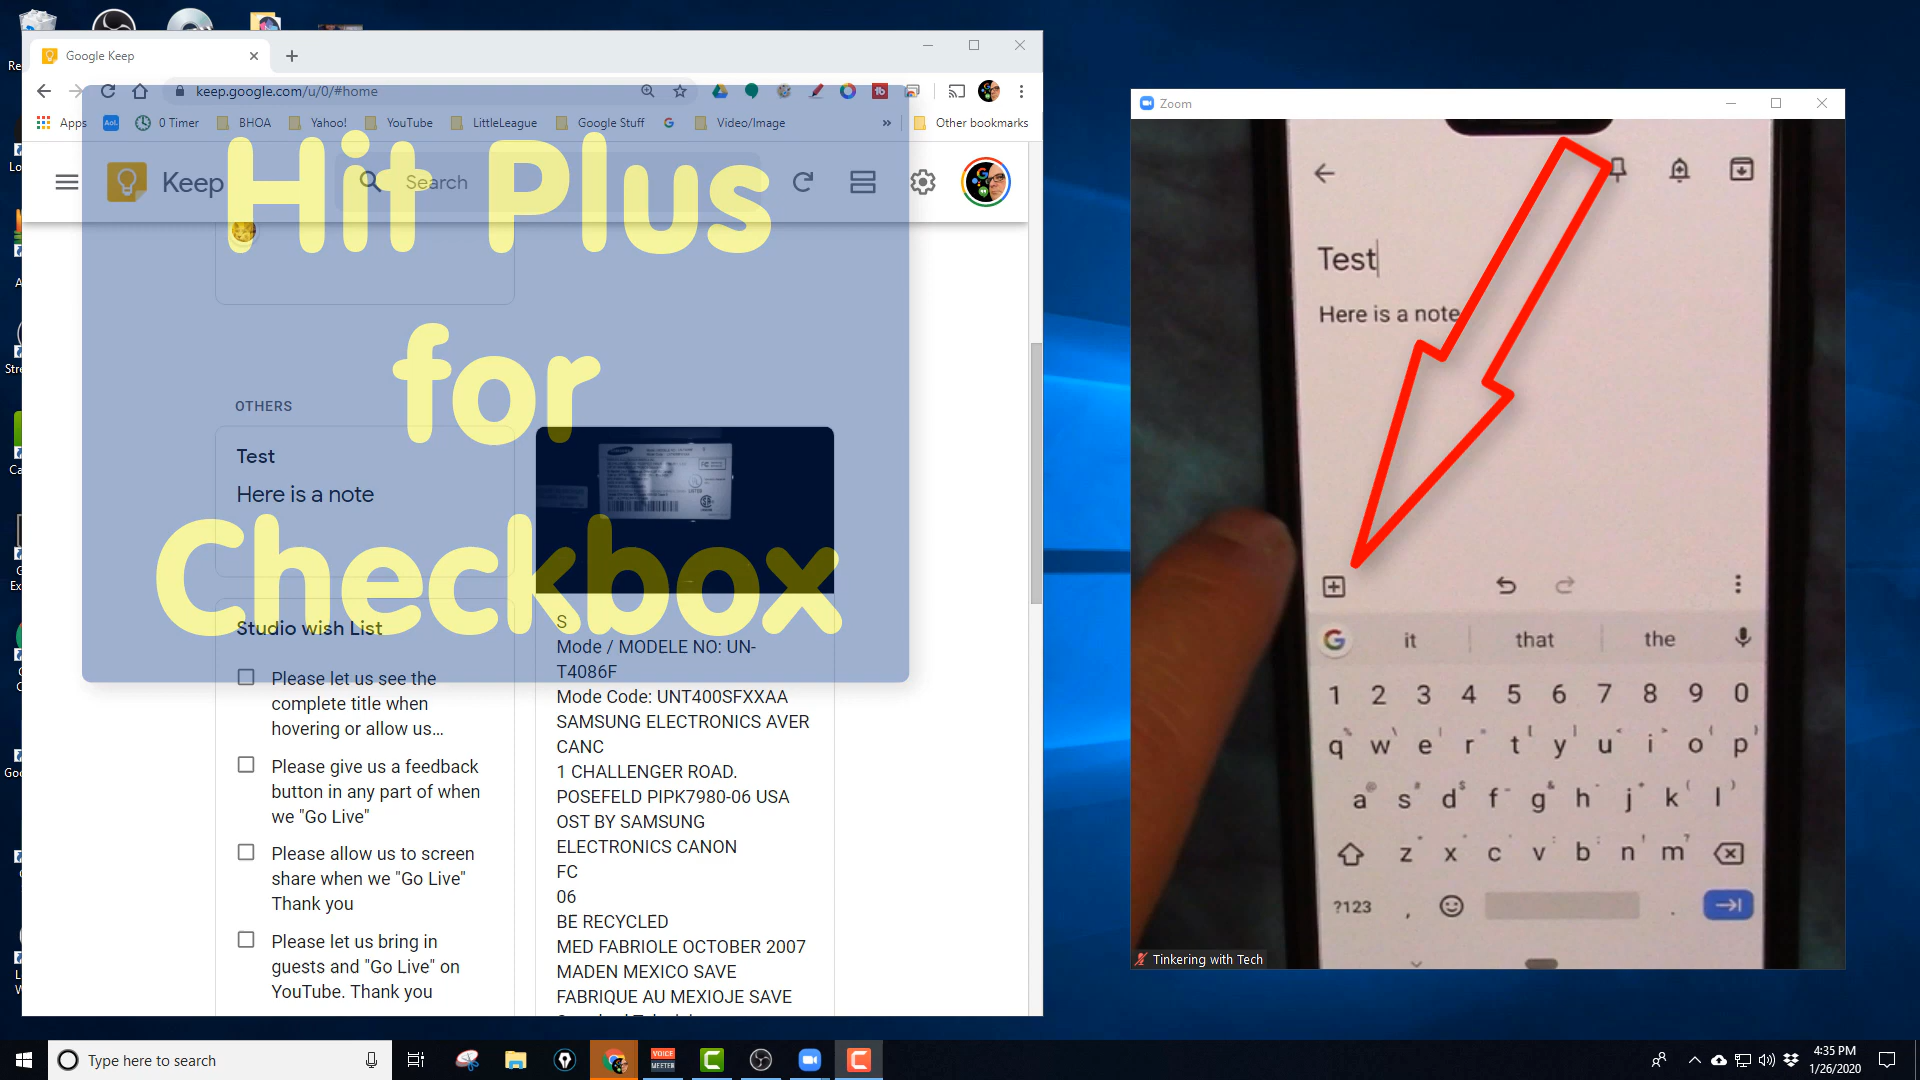 Google Keep
keep.google.com/u/0/#home
Apps
Aol.
0 Timer
BHOA
Yahoo!
YouTube
LittleLeague
Google Stuff
Video/Image
»
Other bookmarks
Keep
Search
Hit Plus
for
Checkbox
OTHERS
Test
Here is a note
Studio wish List
Please let us see the
complete title when
hovering or allow us...
Please give us a feedback
button in any part of when
we "Go Live"
Please allow us to screen
share when we "Go Live"
Thank you
Please let us bring in
guests and "Go Live" on
YouTube. Thank you
S
Mode / MODELE NO: UN-
T4086F
Mode Code: UNT400SFXXAA
SAMSUNG ELECTRONICS AVER
CANC
1 CHALLENGER ROAD.
POSEFELD PIPK7980-06 USA
OST BY SAMSUNG
ELECTRONICS CANON
FC
06
BE RECYCLED
MED FABRIOLE OCTOBER 2007
MADEN MEXICO SAVE
FABRIQUE AU MEXIOJE SAVE
Zoom
Test
Here is a note
it that the
1 2 3 4 5 6 7 8 9 0
q w e r t y u i o p
a s d f g h j k l
z x c v b n m
?123 , .
Tinkering with Tech
Type here to search
VOICE
MEETER
4:35 PM
1/26/2020